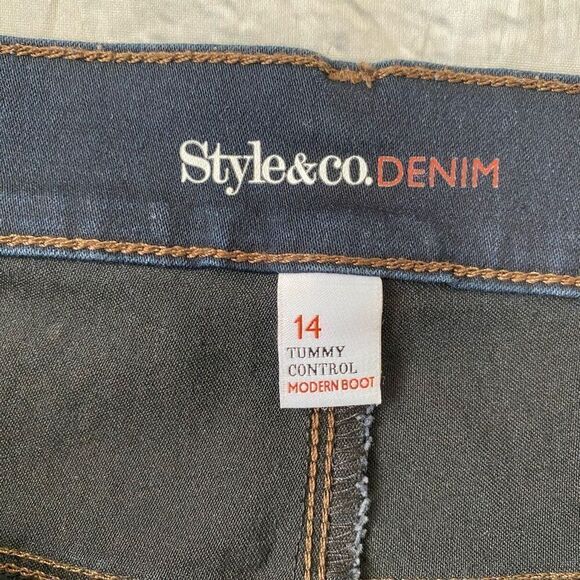 Style&co.DENIM
14
TUMMY
CONTROL
MODERN BOOT